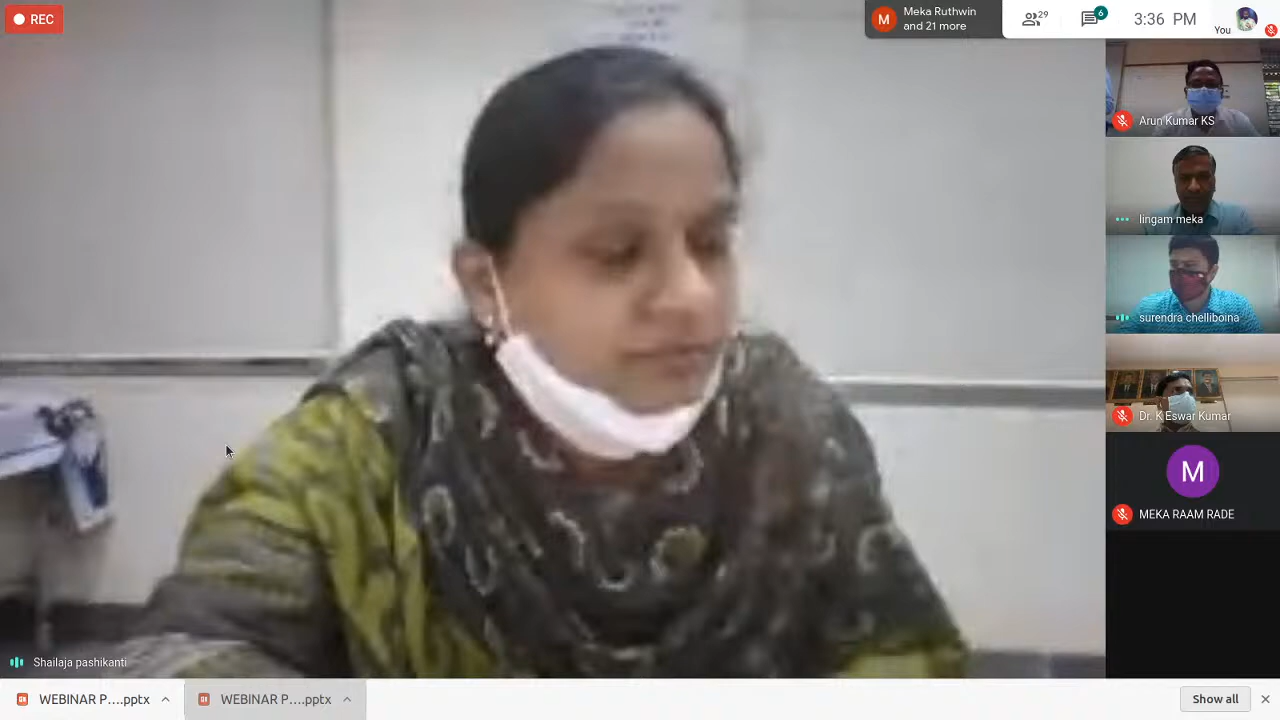 REC
M
Meka Ruthwin
and 21 more
29
6
3:36 PM
You
Arun Kumar KS
lingam meka
surendra chelliboina
Dr. K Eswar Kumar
M
MEKA RAAM RADE
Shailaja pashikanti
WEBINAR P....pptx
WEBINAR P....pptx
Show all